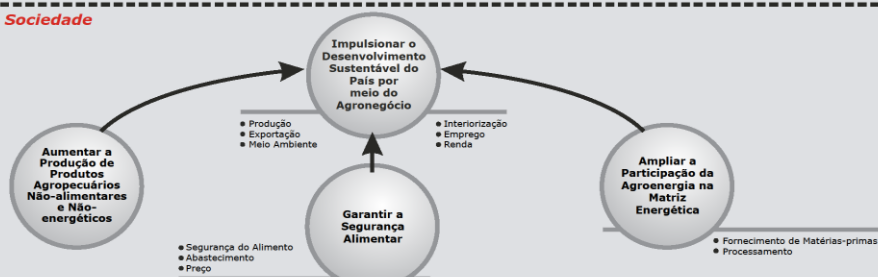 Sociedade
Impulsionar o
Desenvolvimento
Sustentável do
País por
meio do
Agronegócio
• Produção
• Exportação
• Meio Ambiente
• Interiorização
• Emprego
• Renda
Aumentar a
Produção de
Produtos
Agropecuários
Não-alimentares
e Não-
energéticos
Garantir a
Segurança
Alimentar
• Segurança do Alimento
• Abastecimento
• Preço
Ampliar a
Participação da
Agroenergia na
Matriz
Energética
• Fornecimento de Matérias-primas
• Processamento